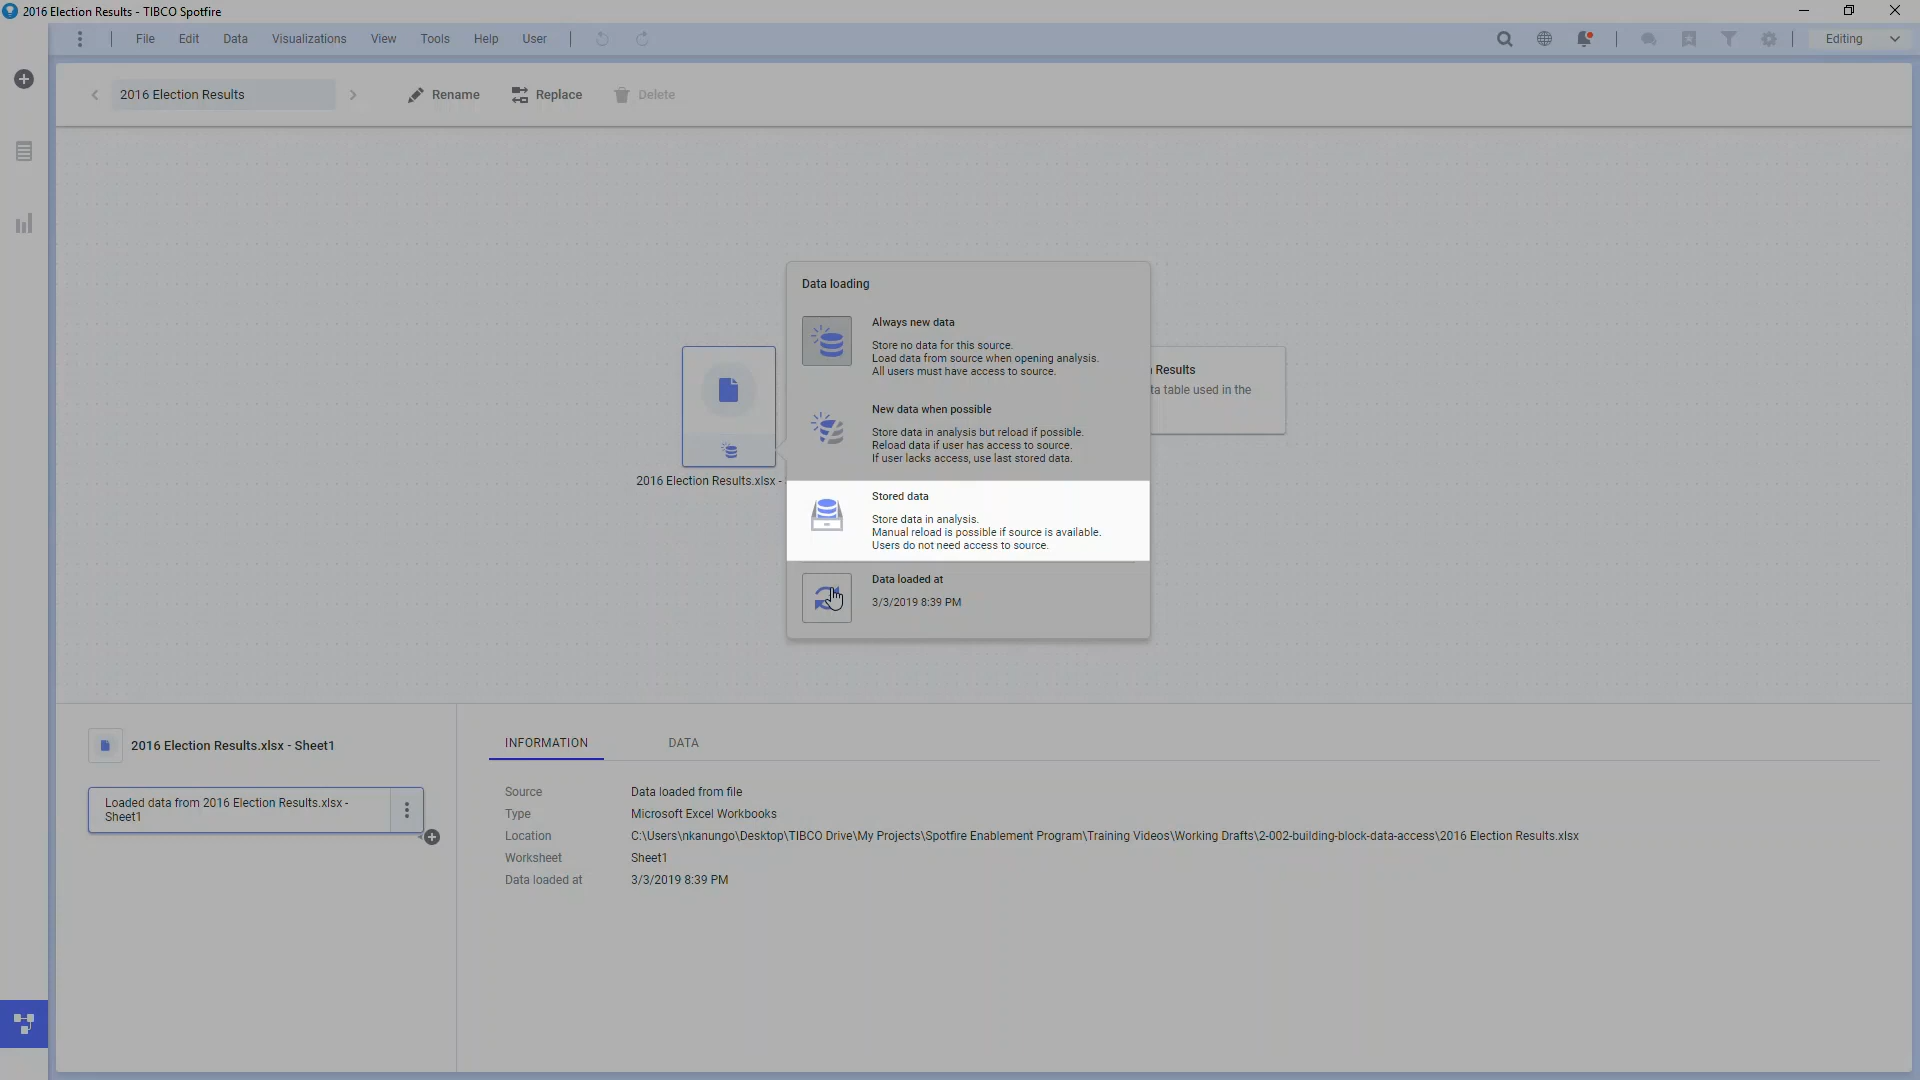 2016 Election Results - TIBCO Spotfire
File Edit Data Visualizations View Tools Help User
Editing
2016 Election Results
Rename Replace Delete
Data loading
Always new data
Store no data for this source.
Load data from source when opening analysis.
All users must have access to source.
New data when possible
Store data in analysis but reload if possible.
Reload data if user has access to source.
If user lacks access, use last stored data.
Stored data
Store data in analysis.
Manual reload is possible if source is available.
Users do not need access to source.
Data loaded at
3/3/2019 8:39 PM
2016 Election Results.xlsx -
Results
ta table used in the
2016 Election Results.xlsx - Sheet1
Loaded data from 2016 Election Results.xlsx -
Sheet1
INFORMATION DATA
Source Data loaded from file
Type Microsoft Excel Workbooks
Location C:\Users\nkanungo\Desktop\TIBCO Drive\My Projects\Spotfire Enablement Program\Training Videos\Working Drafts\2-002-building-block-data-access\2016 Election Results.xlsx
Worksheet Sheet1
Data loaded at 3/3/2019 8:39 PM